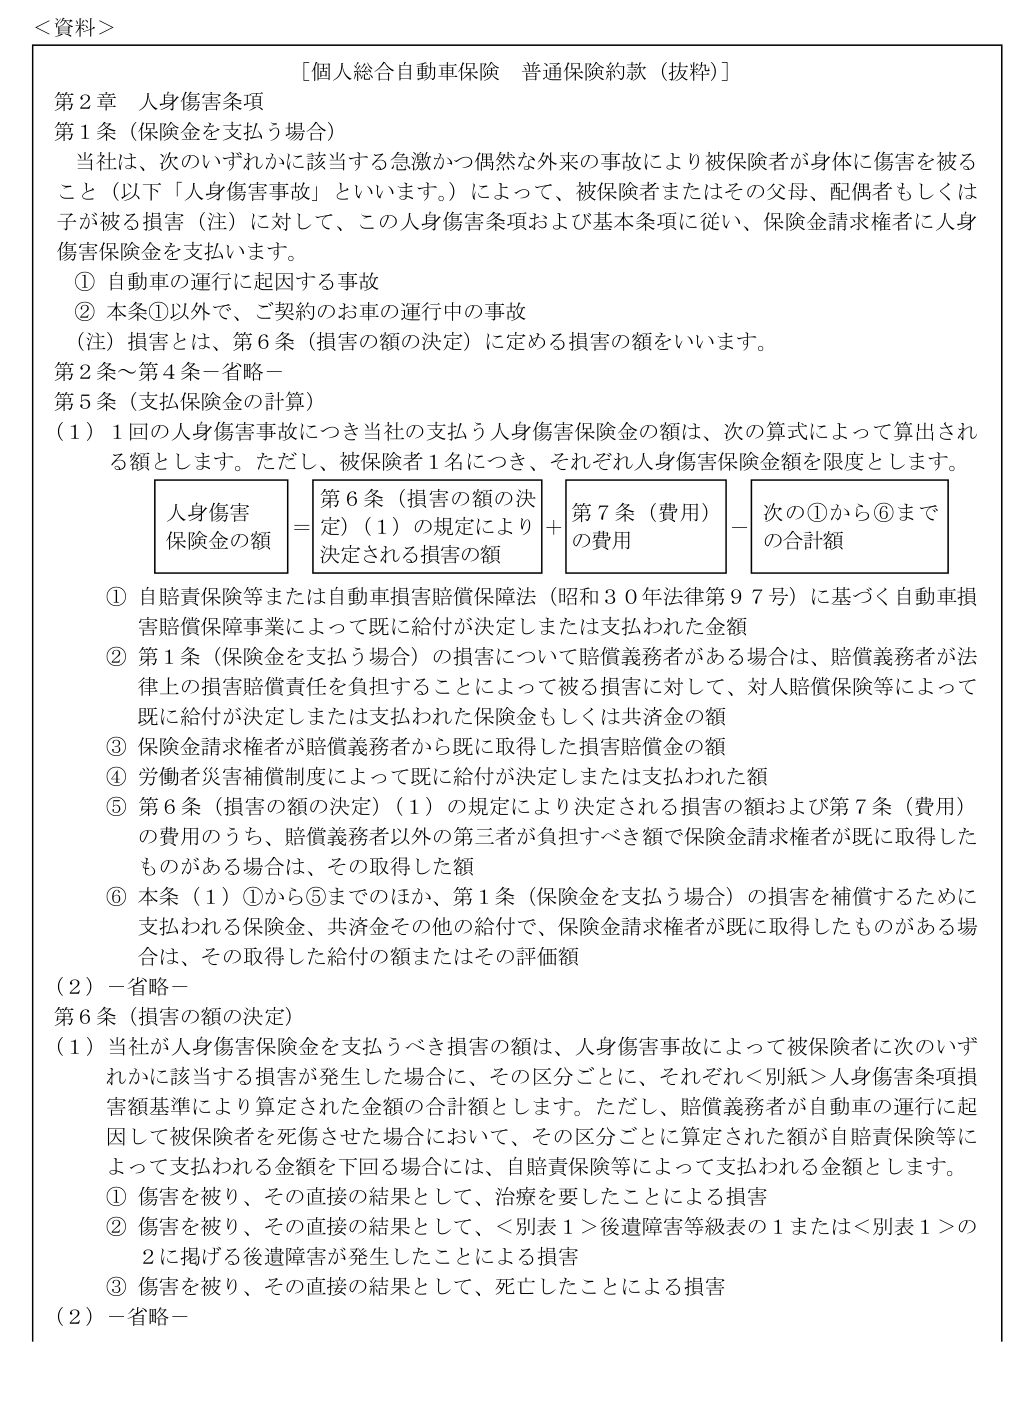 ＜資料＞
［個人総合自動車保険　普通保険約款（抜粋）］
第２章　人身傷害条項
第１条（保険金を支払う場合）
当社は、次のいずれかに該当する急激かつ偶然な外来の事故により被保険者が身体に傷害を被る
こと（以下「人身傷害事故」といいます。）によって、被保険者またはその父母、配偶者もしくは
子が被る損害（注）に対して、この人身傷害条項および基本条項に従い、保険金請求権者に人身
傷害保険金を支払います。
① 自動車の運行に起因する事故
② 本条①以外で、ご契約のお車の運行中の事故
（注）損害とは、第６条（損害の額の決定）に定める損害の額をいいます。
第２条～第４条－省略－
第５条（支払保険金の計算）
（１）１回の人身傷害事故につき当社の支払う人身傷害保険金の額は、次の算式によって算出され
る額とします。ただし、被保険者１名につき、それぞれ人身傷害保険金額を限度とします。
人身傷害
保険金の額
＝
第６条（損害の額の決
定）（１）の規定により
決定される損害の額
＋
第７条（費用）
の費用
－
次の①から⑥まで
の合計額
① 自賠責保険等または自動車損害賠償保障法（昭和３０年法律第９７号）に基づく自動車損
害賠償保障事業によって既に給付が決定しまたは支払われた金額
② 第１条（保険金を支払う場合）の損害について賠償義務者がある場合は、賠償義務者が法
律上の損害賠償責任を負担することによって被る損害に対して、対人賠償保険等によって
既に給付が決定しまたは支払われた保険金もしくは共済金の額
③ 保険金請求権者が賠償義務者から既に取得した損害賠償金の額
④ 労働者災害補償制度によって既に給付が決定しまたは支払われた額
⑤ 第６条（損害の額の決定）（１）の規定により決定される損害の額および第７条（費用）
の費用のうち、賠償義務者以外の第三者が負担すべき額で保険金請求権者が既に取得した
ものがある場合は、その取得した額
⑥ 本条（１）①から⑤までのほか、第１条（保険金を支払う場合）の損害を補償するために
支払われる保険金、共済金その他の給付で、保険金請求権者が既に取得したものがある場
合は、その取得した給付の額またはその評価額
（２）－省略－
第６条（損害の額の決定）
（１）当社が人身傷害保険金を支払うべき損害の額は、人身傷害事故によって被保険者に次のいず
れかに該当する損害が発生した場合に、その区分ごとに、それぞれ＜別紙＞人身傷害条項損
害額基準により算定された金額の合計額とします。ただし、賠償義務者が自動車の運行に起
因して被保険者を死傷させた場合において、その区分ごとに算定された額が自賠責保険等に
よって支払われる金額を下回る場合には、自賠責保険等によって支払われる金額とします。
① 傷害を被り、その直接の結果として、治療を要したことによる損害
② 傷害を被り、その直接の結果として、＜別表１＞後遺障害等級表の１または＜別表１＞の
２に掲げる後遺障害が発生したことによる損害
③ 傷害を被り、その直接の結果として、死亡したことによる損害
（２）－省略－